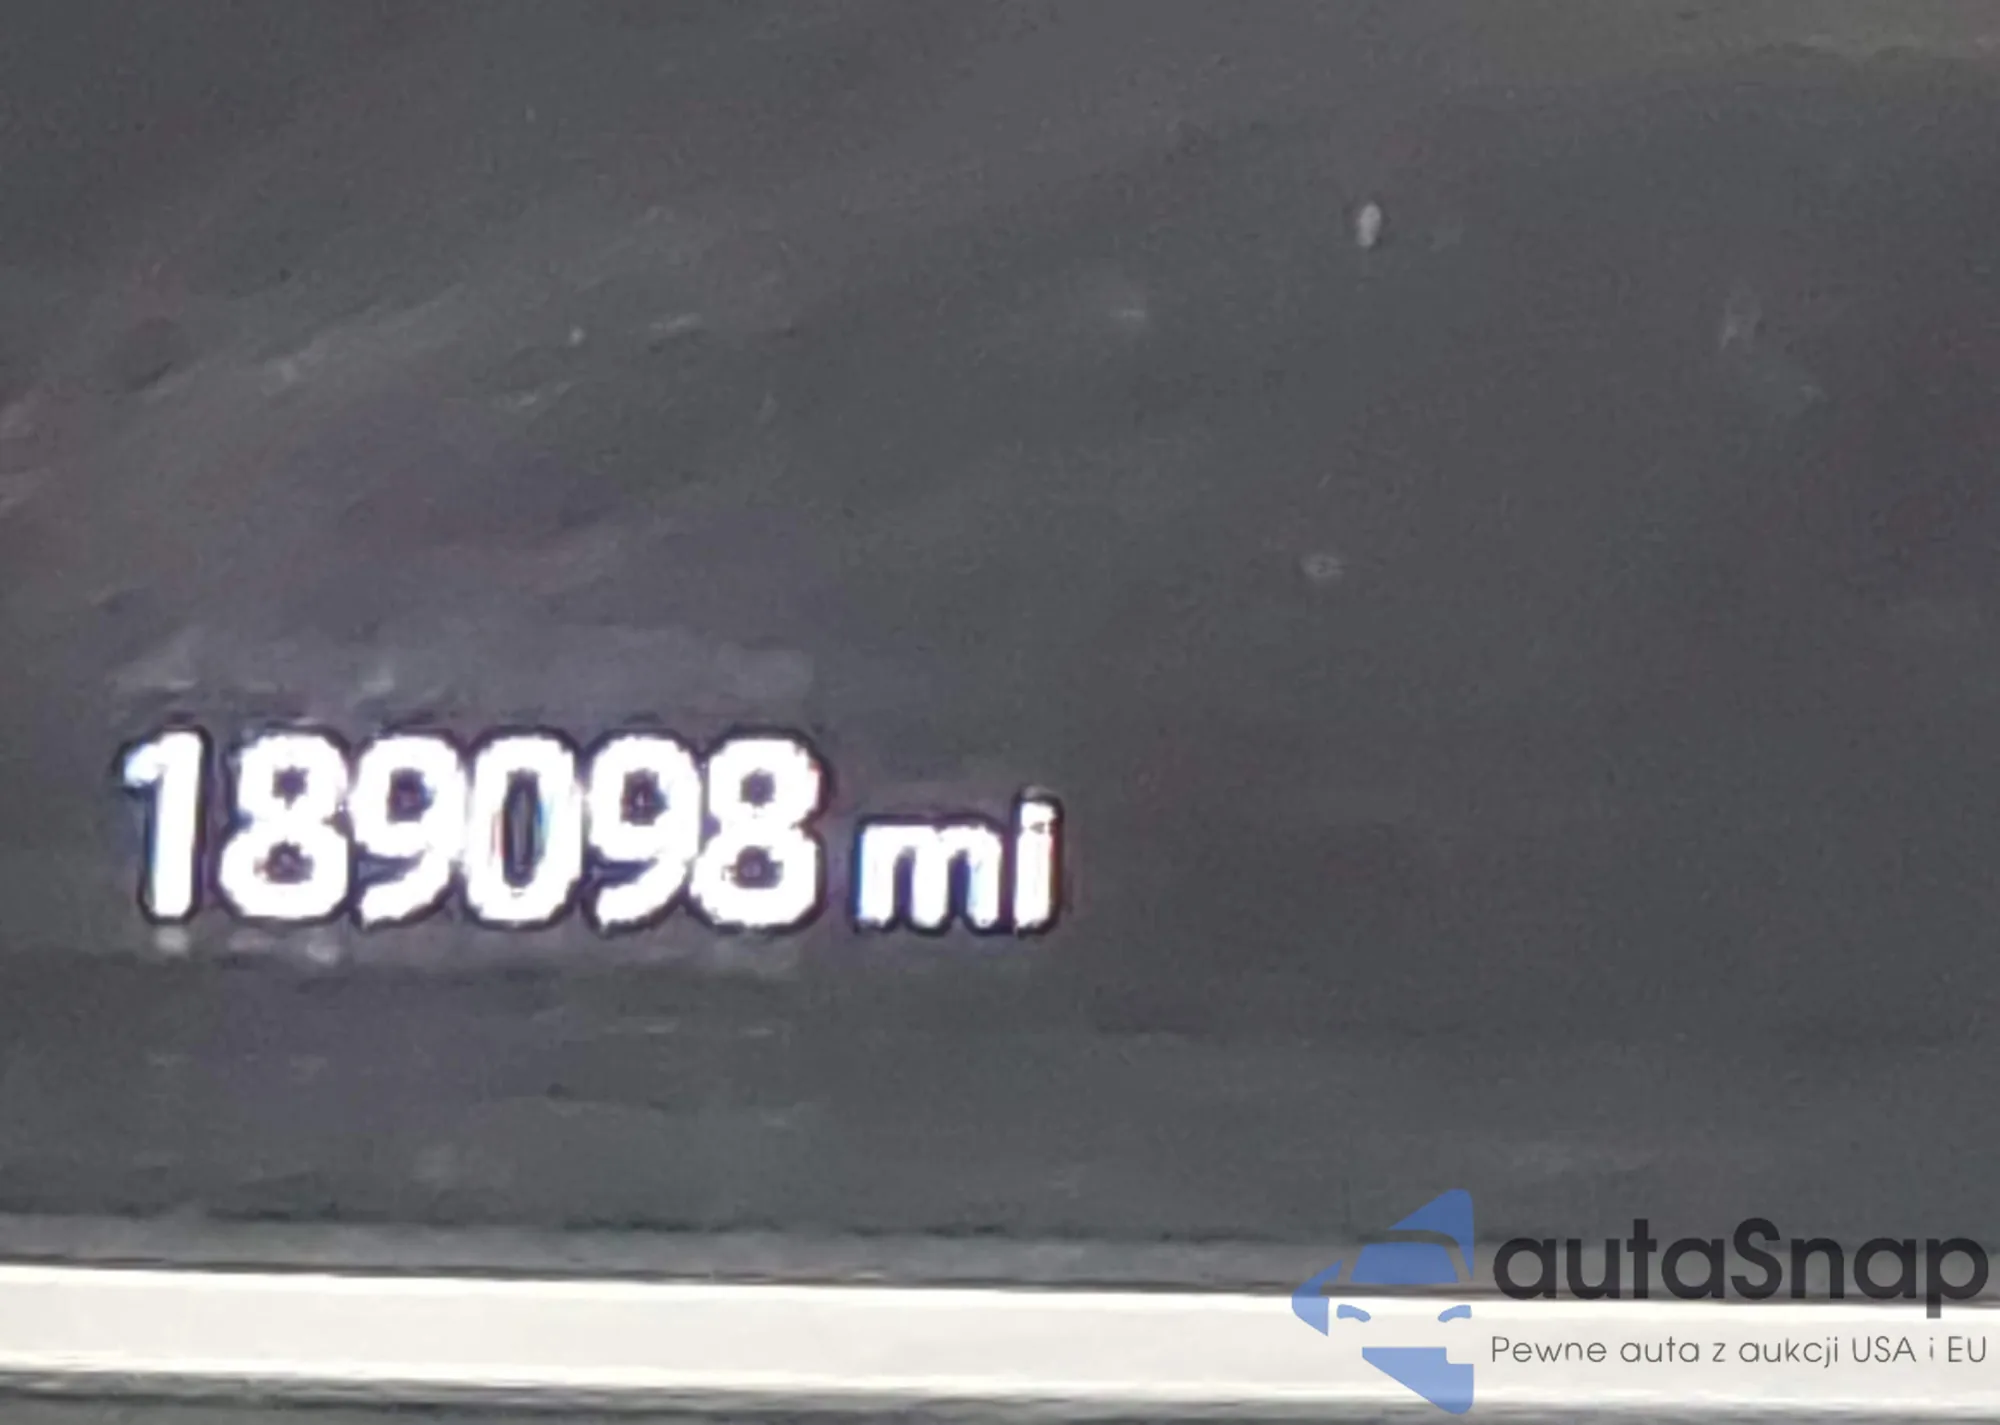 189098 mi
autaSnap
Pewne auta z aukcji USA i EU